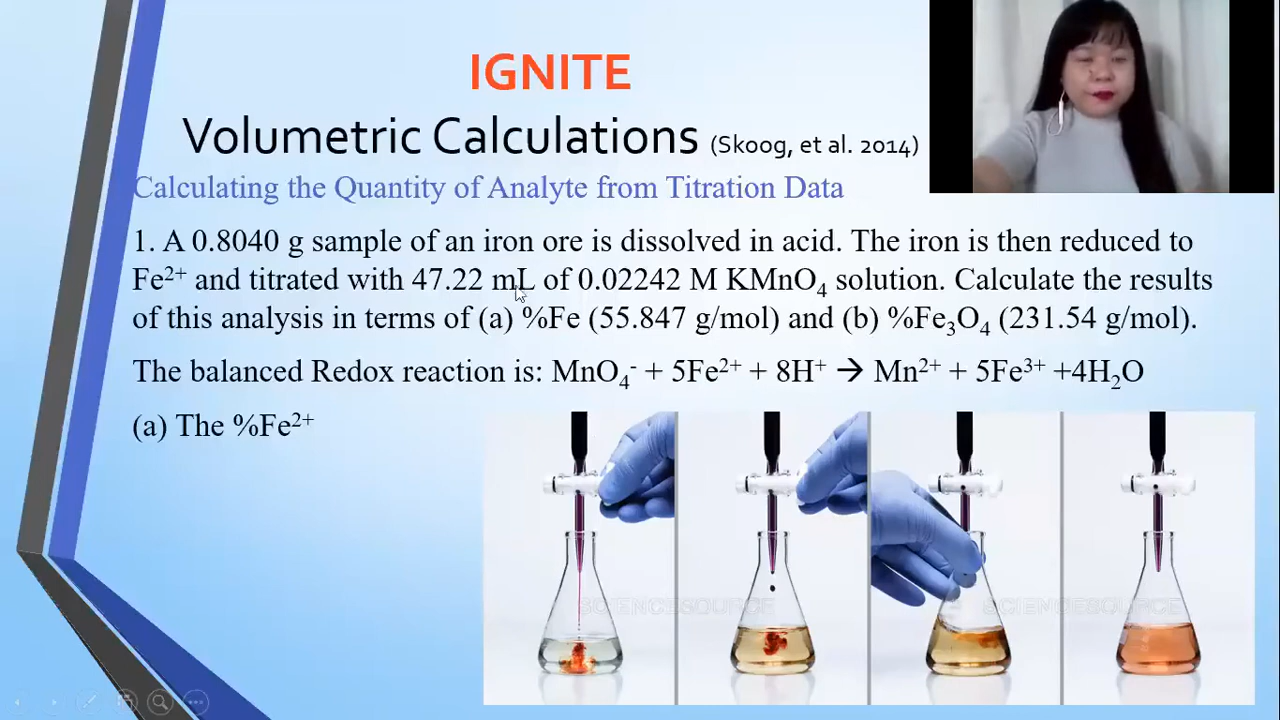 IGNITE
Volumetric Calculations (Skoog, et al. 2014)
Calculating the Quantity of Analyte from Titration Data
1. A 0.8040 g sample of an iron ore is dissolved in acid. The iron is then reduced to
Fe²⁺ and titrated with 47.22 mL of 0.02242 M KMnO₄ solution. Calculate the results
of this analysis in terms of (a) %Fe (55.847 g/mol) and (b) %Fe₃O₄ (231.54 g/mol).
The balanced Redox reaction is: MnO₄⁻ + 5Fe²⁺ + 8H⁺ → Mn²⁺ + 5Fe³⁺ +4H₂O
(a) The %Fe²⁺
SCIENCESOURCE SCIENCESOURCE